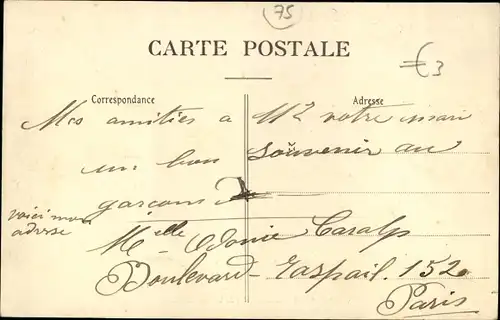 75
CARTE POSTALE
€3
Correspondance
Adresse
Mes amitiés a Mr votre mari
un bon souvenir au
garçons
voici mon
adresse
Melle Odonie Caralp
Boulevard Raspail. 152
Paris